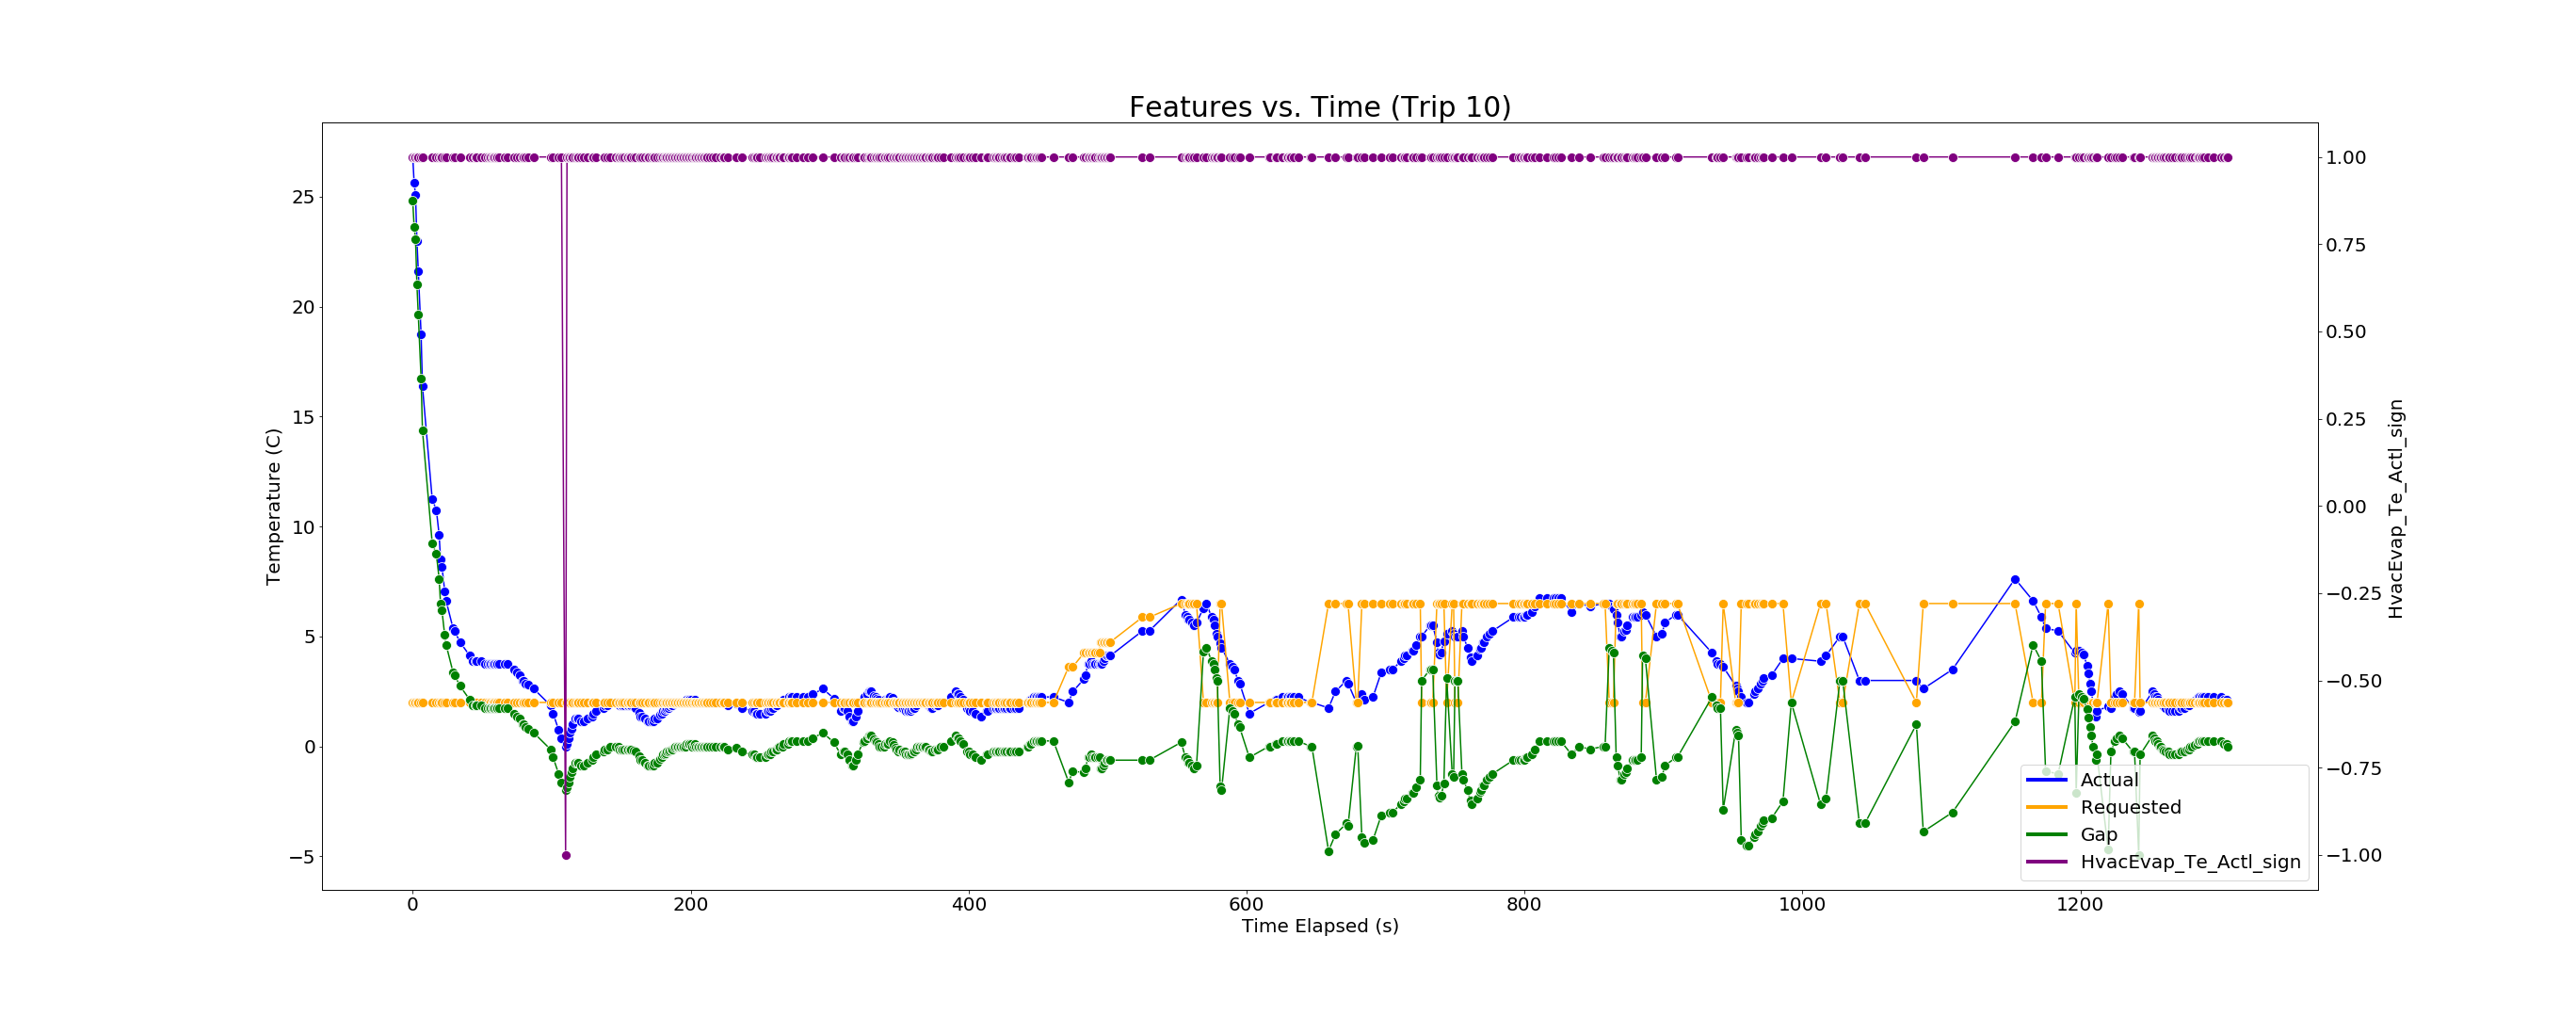 Features vs. Time (Trip 10)
25
20
15
10
5
0
−5
Temperature (C)
1.00
0.75
0.50
0.25
0.00
−0.25
−0.50
−0.75
−1.00
HvacEvap_Te_Actl_sign
Actual
Requested
Gap
HvacEvap_Te_Actl_sign
0 200 400 600 800 1000 1200
Time Elapsed (s)